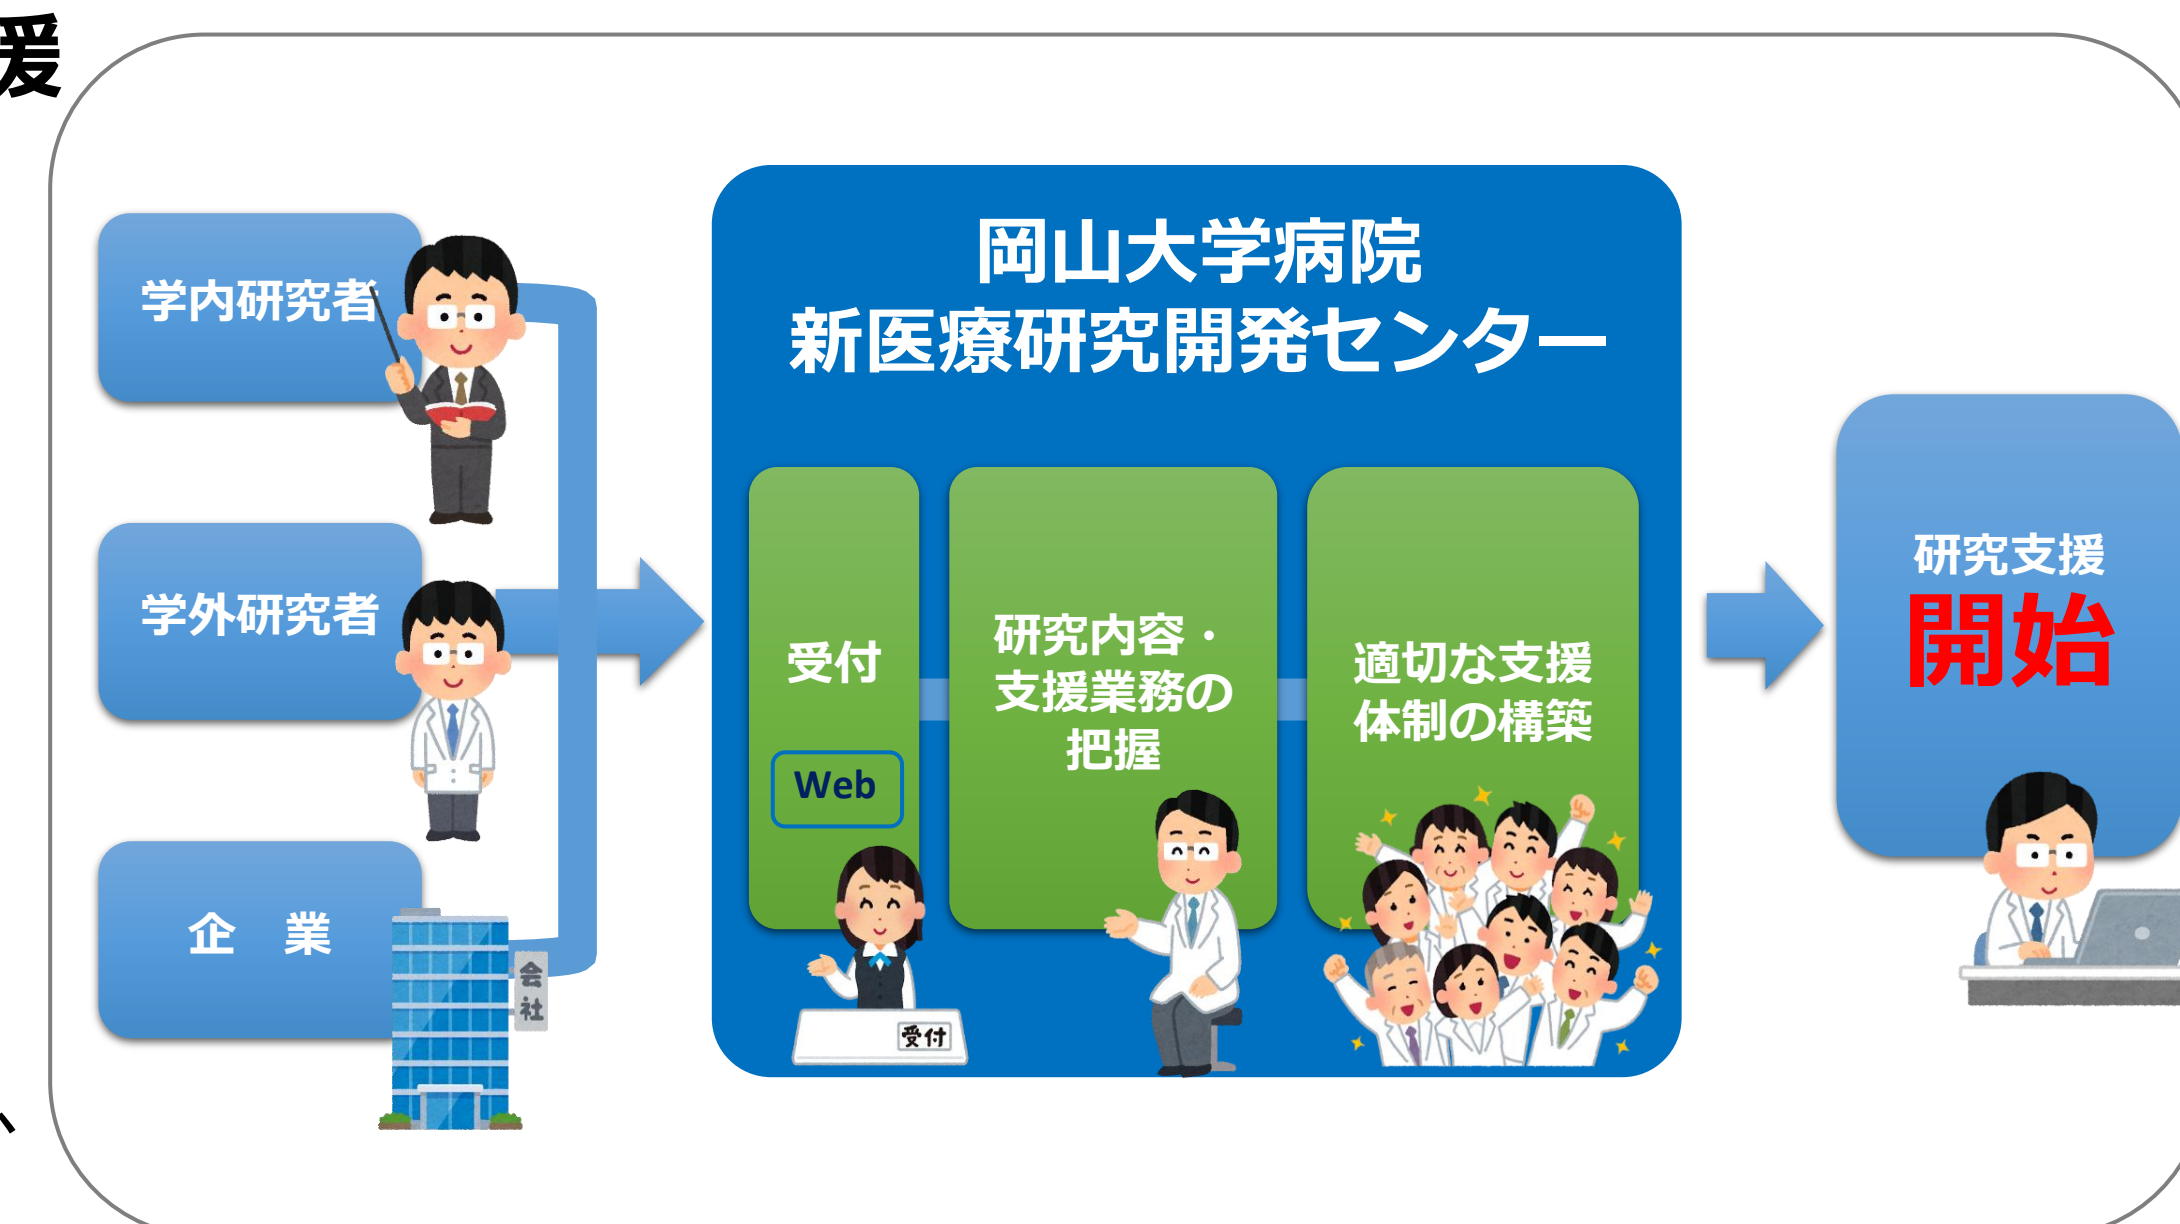 援
学内研究者
学外研究者
企　業
会
社
岡山大学病院
新医療研究開発センター
受付
Web
受付
研究内容・
支援業務の
把握
適切な支援
体制の構築
研究支援
開始
、